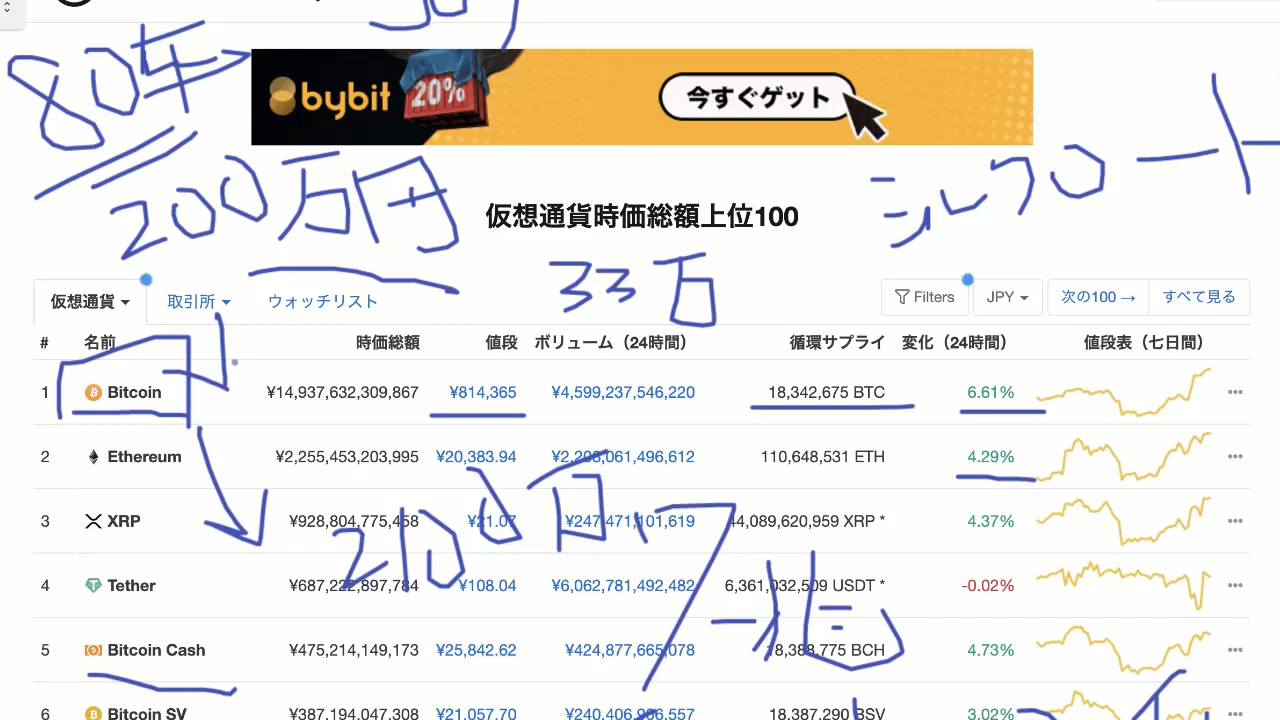 80年
bybit 20% 今すぐゲット
200万円
仮想通貨時価総額上位100
33万
仮想通貨 取引所 ウォッチリスト Filters JPY 次の100 → すべて見る
# 名前 時価総額 値段 ボリューム（24時間） 循環サプライ 変化（24時間） 値段表（七日間）
1 Bitcoin ¥14,937,632,309,867 ¥814,365 ¥4,599,237,546,220 18,342,675 BTC 6.61%
2 Ethereum ¥2,255,453,203,995 ¥20,383.94 ¥2,208,061,496,612 110,648,531 ETH 4.29%
3 XRP ¥928,804,775,458 ¥21.07 ¥247,471,101,619 44,089,620,959 XRP * 4.37%
2100万
4 Tether ¥687,222,897,784 ¥108.04 ¥6,062,781,492,482 6,361,032,509 USDT * -0.02%
5 Bitcoin Cash ¥475,214,149,173 ¥25,842.62 ¥424,877,665,078 18,388,775 BCH 4.73%
6 Bitcoin SV ¥387,194,047,308 ¥21,057.70 ¥240,406,906,557 18,387,290 BSV 3.02%